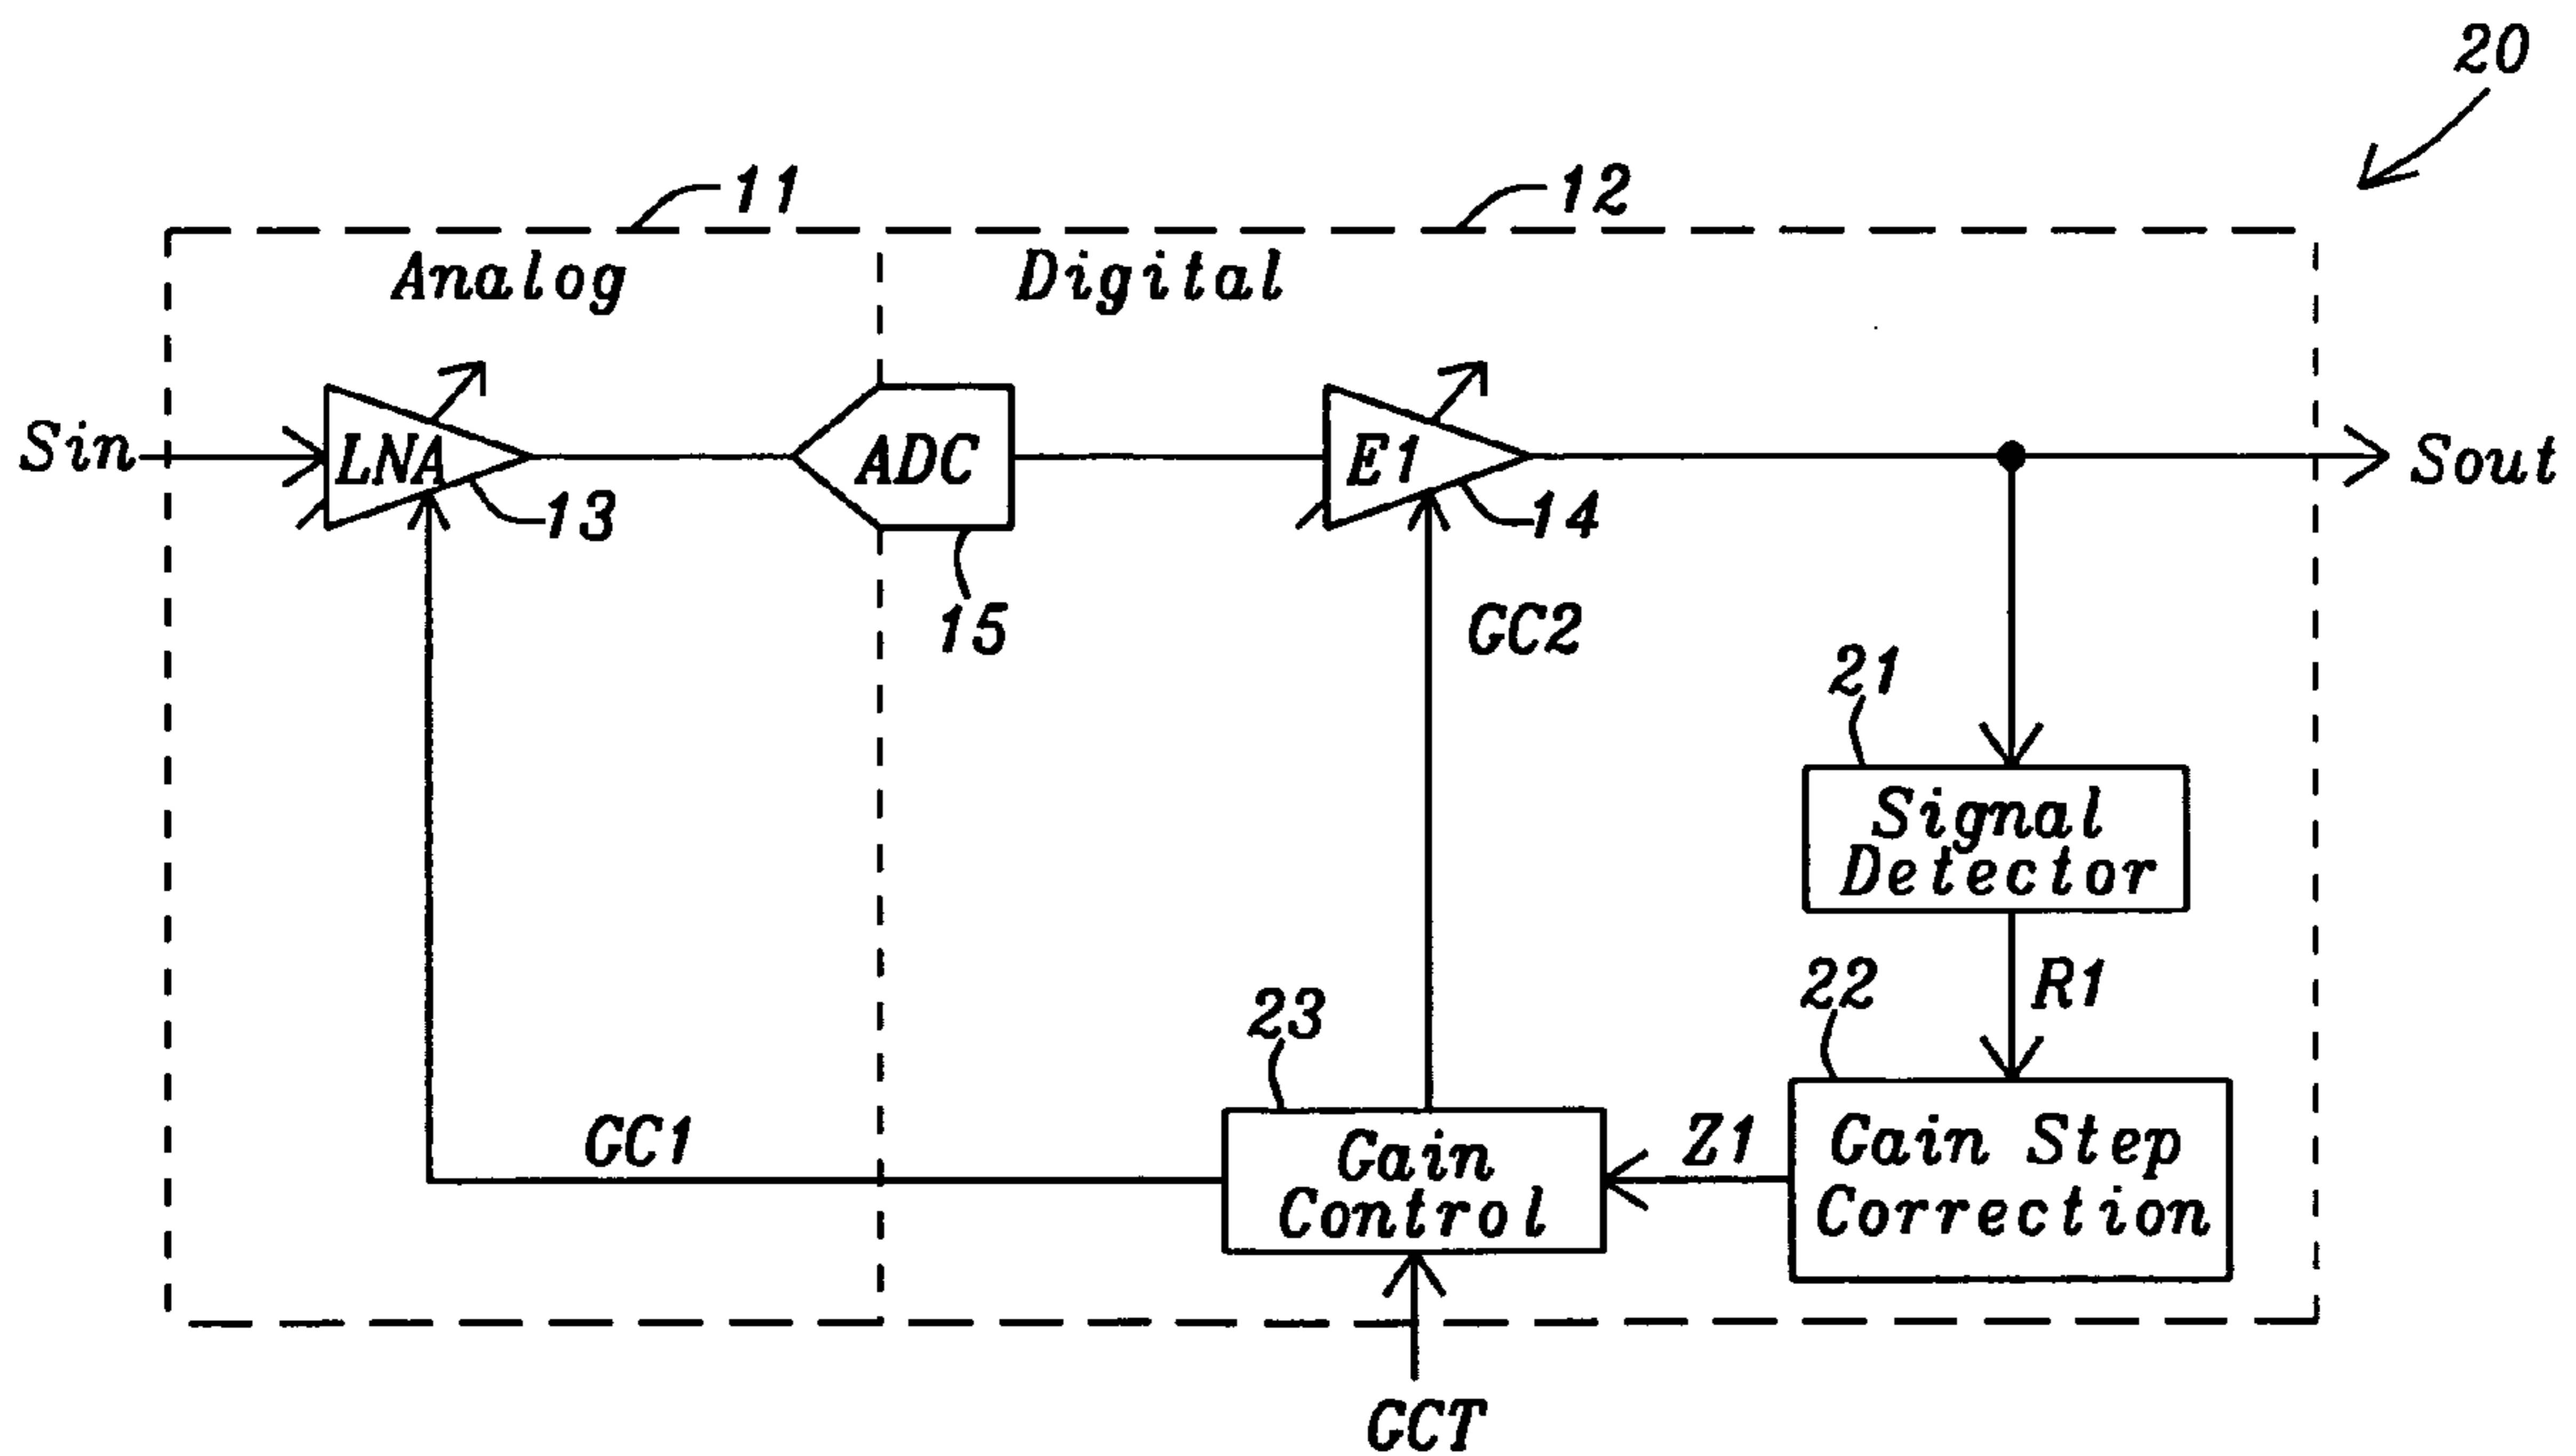 20
11
12
Analog
Digital
Sin
LNA
ADC
E1
Sout
13
14
15
GC2
21
Signal
Detector
R1
22
23
GC1
Gain
Control
Z1
Gain Step
Correction
GCT